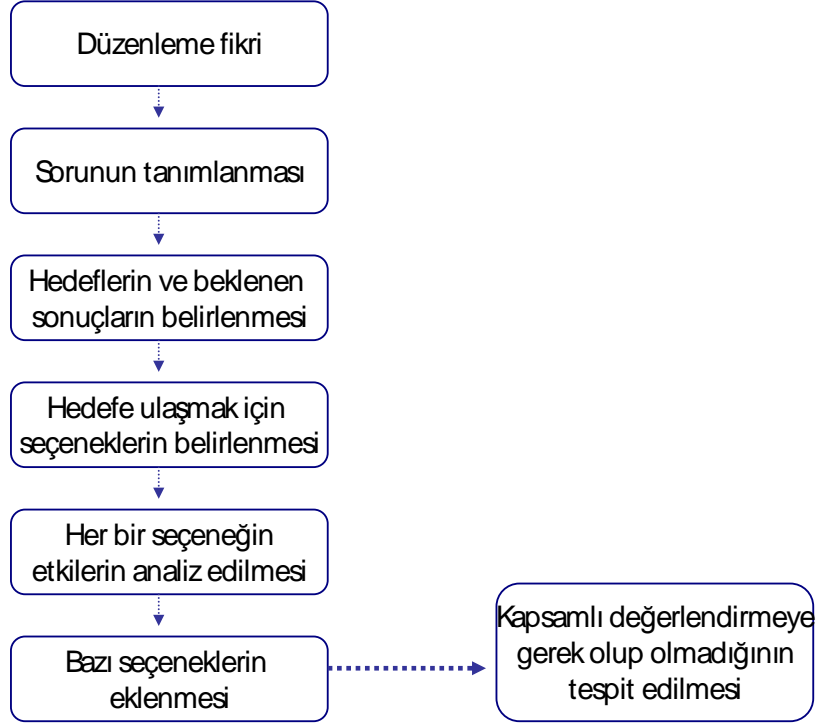 Düzenleme fikri
Sorunun tanımlanması
Hedeflerin ve beklenen
sonuçların belirlenmesi
Hedefe ulaşmak için
seçeneklerin belirlenmesi
Her bir seçeneğin
etkilerin analiz edilmesi
Bazı seçeneklerin
eklenmesi
Kapsamlı değerlendirmeye
gerek olup olmadığının
tespit edilmesi